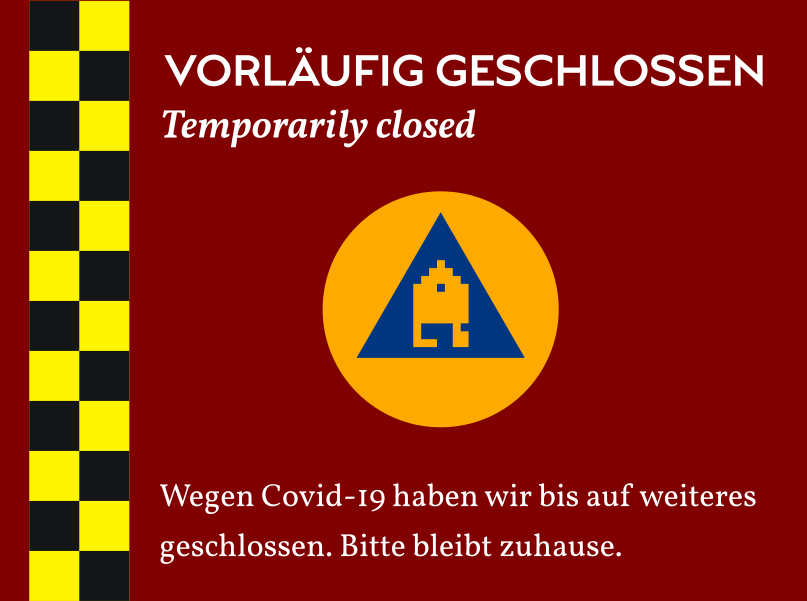 VORLÄUFIG GESCHLOSSEN
Temporarily closed
Wegen Covid-19 haben wir bis auf weiteres
geschlossen. Bitte bleibt zuhause.